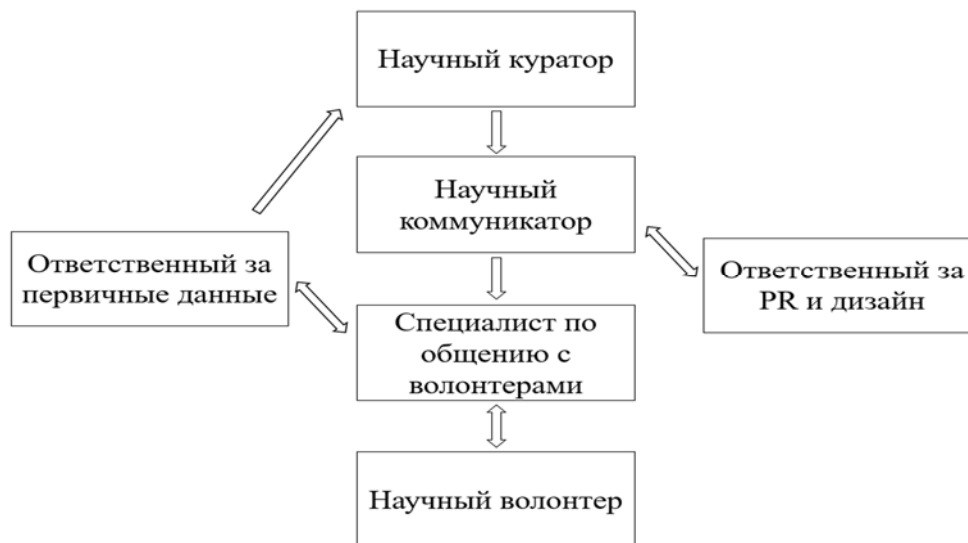 Научный куратор
Научный
коммуникатор
Ответственный за
первичные данные
Ответственный за
PR и дизайн
Специалист по
общению с
волонтерами
Научный волонтер